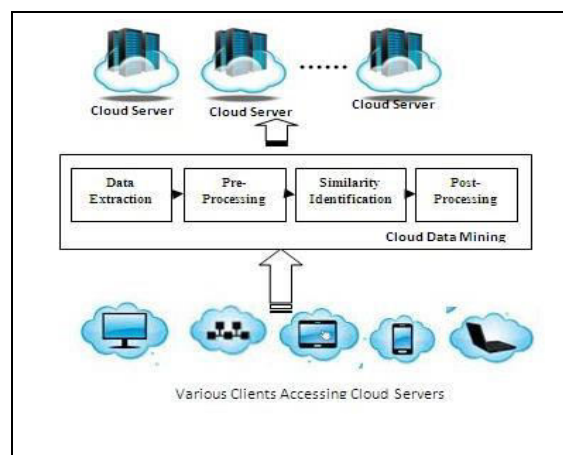 Cloud Server
Cloud Server
Cloud Server
Data
Extraction
Pre-
Processing
Similarity
Identification
Post-
Processing
Cloud Data Mining
Various Clients Accessing Cloud Servers